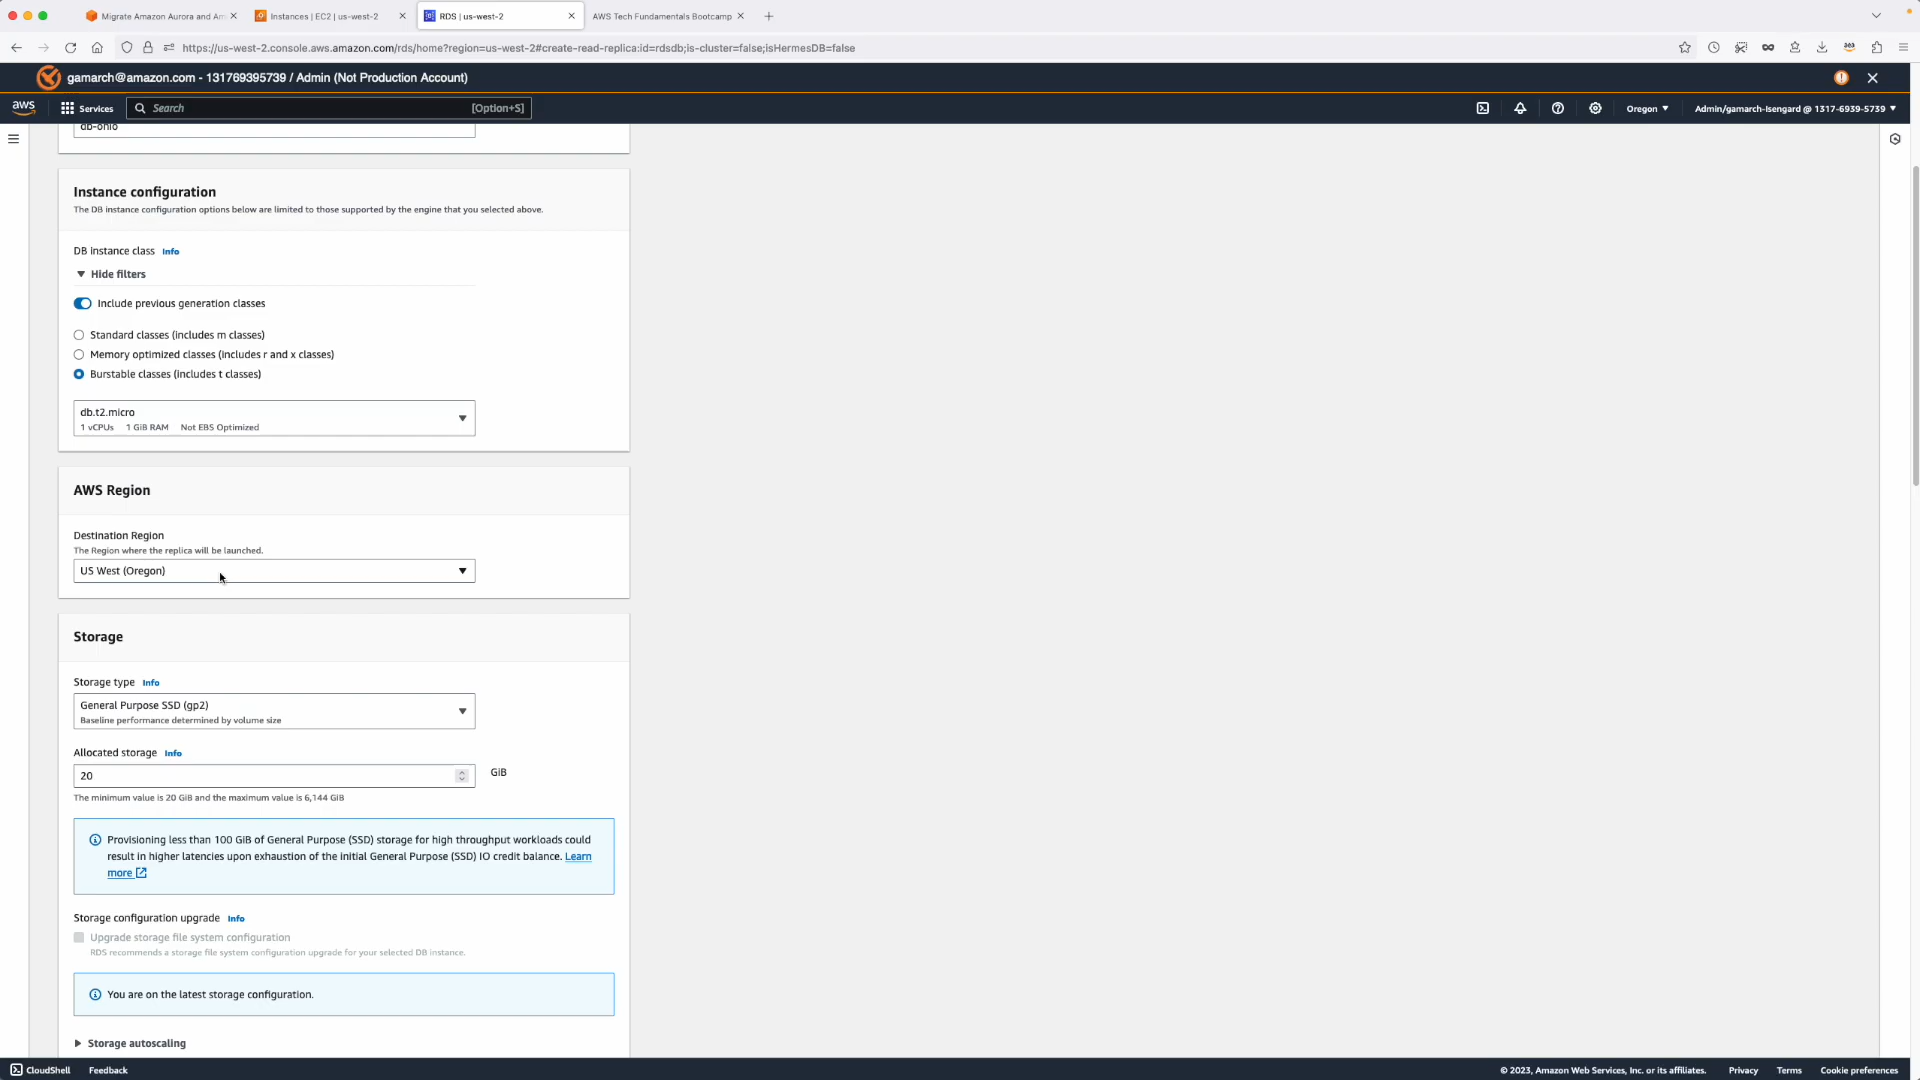 Migrate Amazon Aurora and Am
Instances | EC2 | us-west-2
RDS | us-west-2
AWS Tech Fundamentals Bootcamp
https://us-west-2.console.aws.amazon.com/rds/home?region=us-west-2#create-read-replica:id=rdsdb;is-cluster=false;isHermesDB=false
gamarch@amazon.com - 131769395739 / Admin (Not Production Account)
aws
Services
Search
[Option+S]
Oregon
Admin/gamarch-Isengard @ 1317-6939-5739
db-ohio
Instance configuration
The DB instance configuration options below are limited to those supported by the engine that you selected above.
DB instance class Info
Hide filters
Include previous generation classes
Standard classes (includes m classes)
Memory optimized classes (includes r and x classes)
Burstable classes (includes t classes)
db.t2.micro
1 vCPUs 1 GiB RAM Not EBS Optimized
AWS Region
Destination Region
The Region where the replica will be launched.
US West (Oregon)
Storage
Storage type Info
General Purpose SSD (gp2)
Baseline performance determined by volume size
Allocated storage Info
20
GiB
The minimum value is 20 GiB and the maximum value is 6,144 GiB
Provisioning less than 100 GiB of General Purpose (SSD) storage for high throughput workloads could
result in higher latencies upon exhaustion of the initial General Purpose (SSD) IO credit balance. Learn
more
Storage configuration upgrade Info
Upgrade storage file system configuration
RDS recommends a storage file system configuration upgrade for your selected DB instance.
You are on the latest storage configuration.
Storage autoscaling
CloudShell
Feedback
© 2023, Amazon Web Services, Inc. or its affiliates.
Privacy
Terms
Cookie preferences